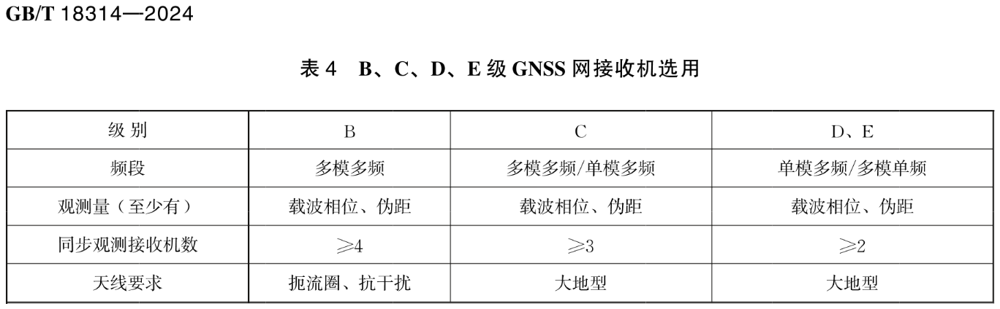 GB/T 18314—2024
表 4 B、C、D、E 级 GNSS 网接收机选用
级 别 B C D、E
频段 多模多频 多模多频/单模多频 单模多频/多模单频
观测量（至少有） 载波相位、伪距 载波相位、伪距 载波相位、伪距
同步观测接收机数 ≥4 ≥3 ≥2
天线要求 扼流圈、抗干扰 大地型 大地型